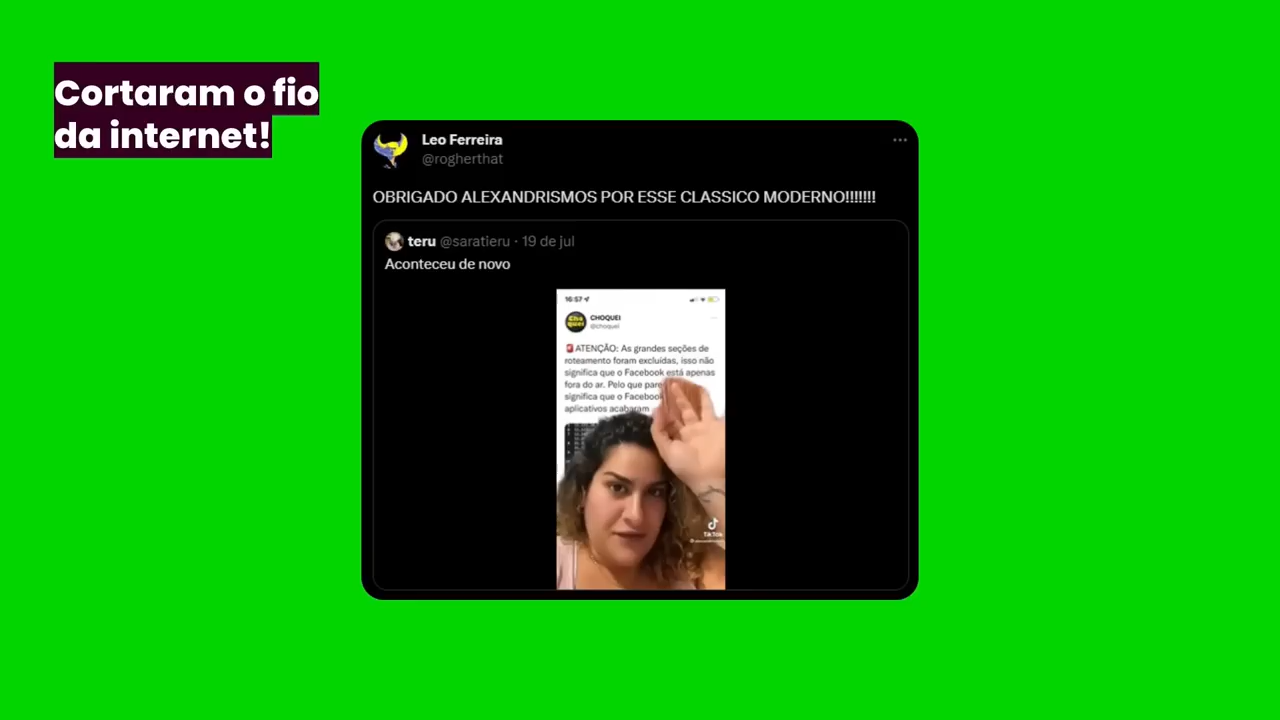 Cortaram o fio
da internet!
Leo Ferreira
@rogherthat
OBRIGADO ALEXANDRISMOS POR ESSE CLASSICO MODERNO!!!!!!!
teru @saratieru · 19 de jul
Aconteceu de novo
16:57
CHOQUEI
@choquei
🚨ATENÇÃO: As grandes seções de
roteamento foram excluídas, isso não
significa que o Facebook está apenas
fora do ar. Pelo que pare
significa que o Facebook
aplicativos acabaram
TikTok